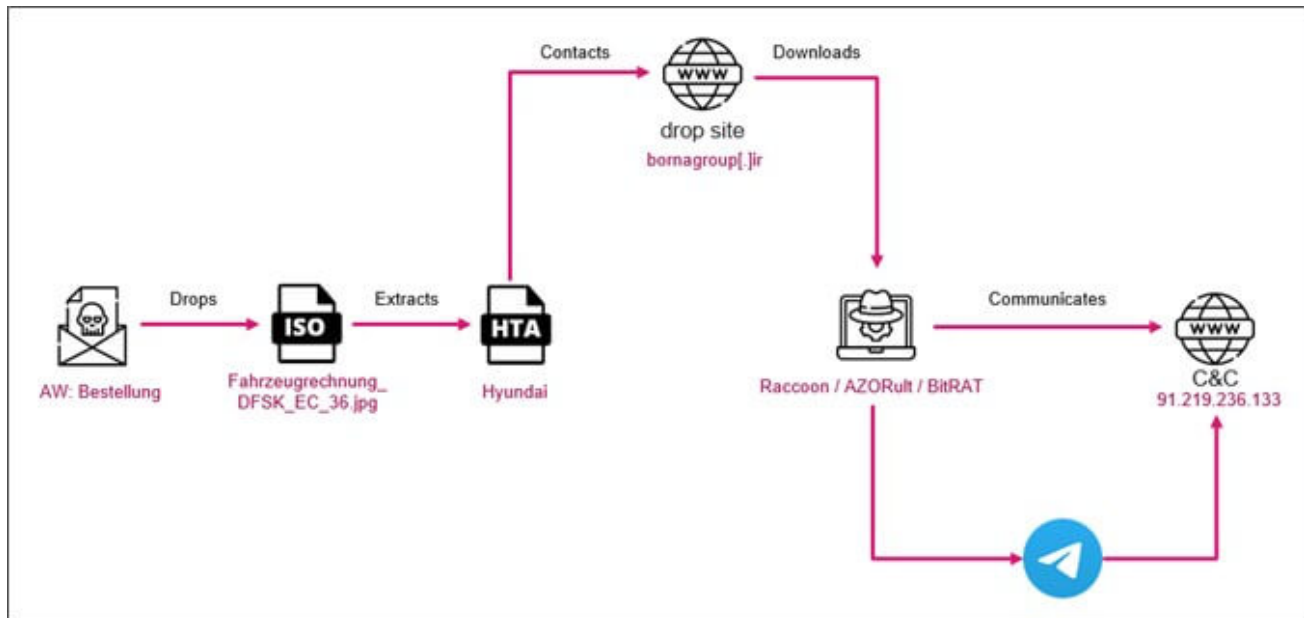 Contacts
Downloads
WWW
drop site
bornagroup[.]ir
Drops
Extracts
Communicates
ISO
HTA
WWW
AW: Bestellung
Fahrzeugrechnung_
DFSK_EC_36.jpg
Hyundai
Raccoon / AZORult / BitRAT
C&C
91.219.236.133